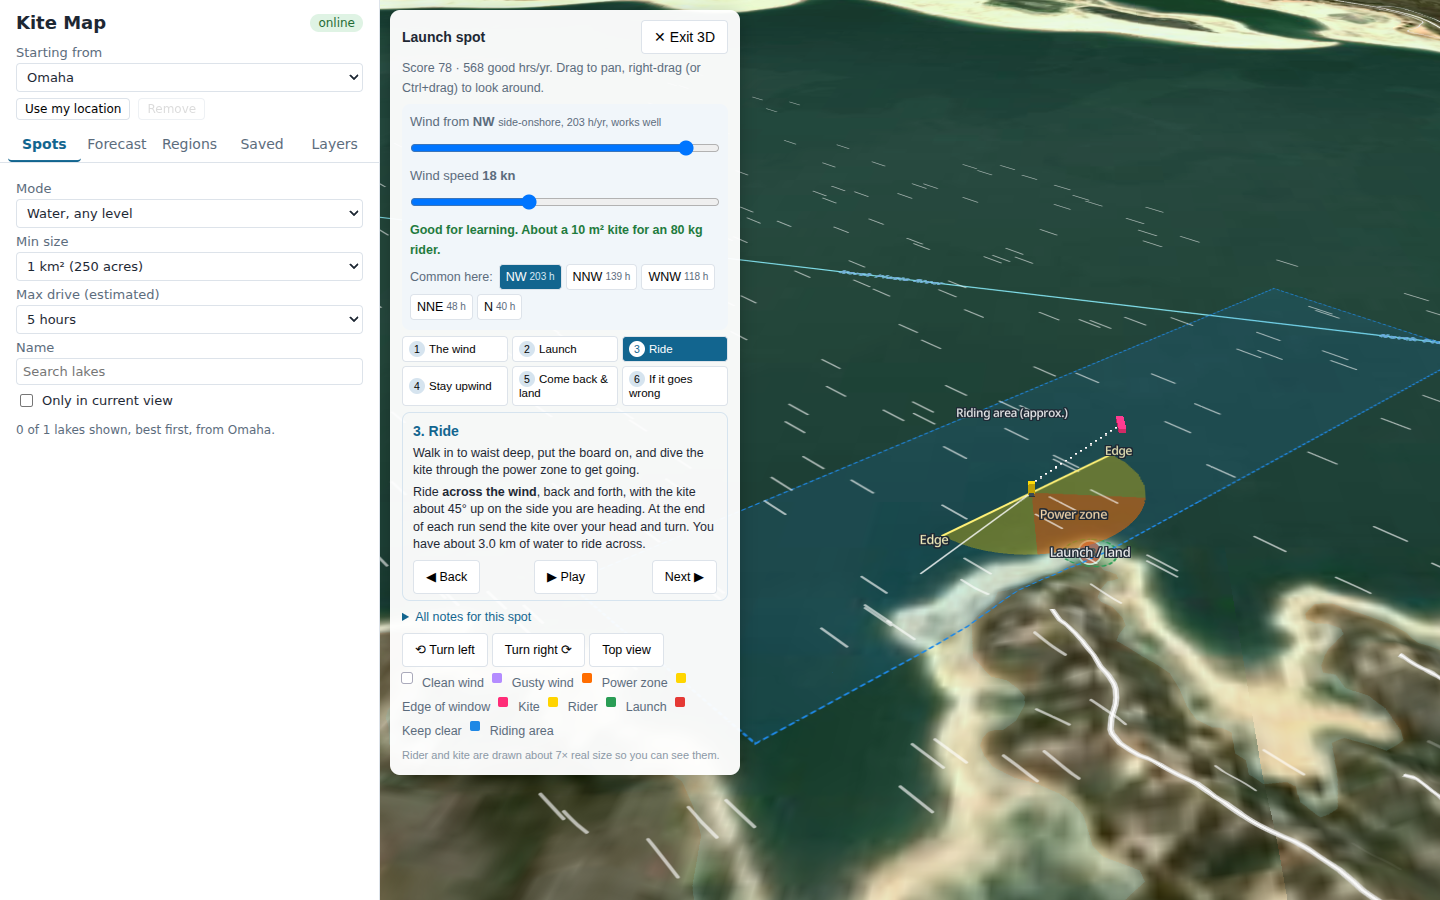 Kite Map
online
Starting from
Omaha
Use my location
Remove
Spots
Forecast
Regions
Saved
Layers
Mode
Water, any level
Min size
1 km² (250 acres)
Max drive (estimated)
5 hours
Name
Search lakes
Only in current view
0 of 1 lakes shown, best first, from Omaha.
Launch spot
✕ Exit 3D
Score 78 · 568 good hrs/yr. Drag to pan, right-drag (or
Ctrl+drag) to look around.
Wind from NW side-onshore, 203 h/yr, works well
Wind speed 18 kn
Good for learning. About a 10 m² kite for an 80 kg
rider.
Common here: NW 203 h NNW 139 h WNW 118 h
NNE 48 h N 40 h
1 The wind
2 Launch
3 Ride
4 Stay upwind
5 Come back &
land
6 If it goes
wrong
3. Ride
Walk in to waist deep, put the board on, and dive the
kite through the power zone to get going.
Ride across the wind, back and forth, with the kite
about 45° up on the side you are heading. At the end
of each run send the kite over your head and turn. You
have about 3.0 km of water to ride across.
◀ Back
▶ Play
Next ▶
▶ All notes for this spot
⟲ Turn left
Turn right ⟳
Top view
Clean wind Gusty wind Power zone
Edge of window Kite Rider Launch
Keep clear Riding area
Rider and kite are drawn about 7× real size so you can see them.
Riding area (approx.)
Edge
Power zone
Edge
Launch / land